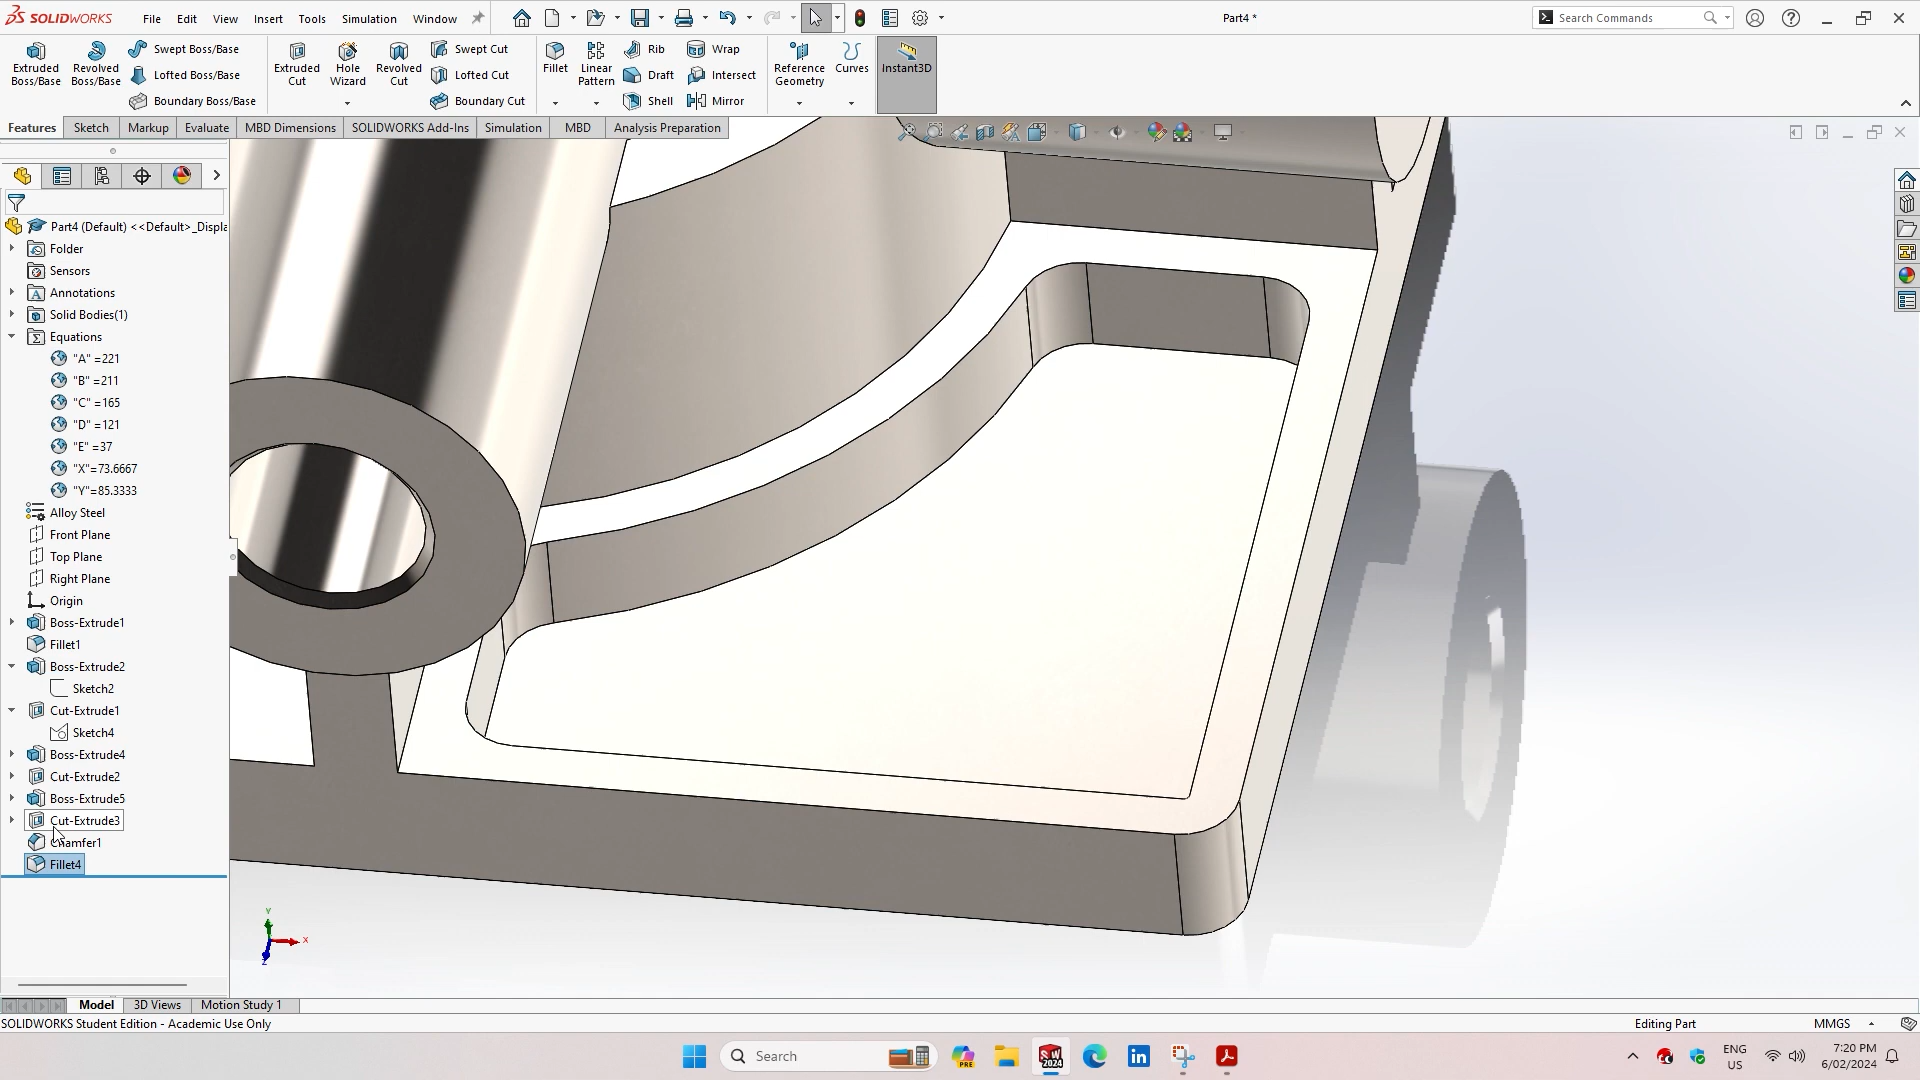 SOLIDWORKS File Edit View Insert Tools Simulation Window Part4 * Search Commands
Extruded Boss/Base Revolved Boss/Base Swept Boss/Base Lofted Boss/Base Boundary Boss/Base Extruded Cut Hole Wizard Revolved Cut Swept Cut Lofted Cut Boundary Cut Fillet Linear Pattern Rib Draft Shell Wrap Intersect Mirror Reference Geometry Curves Instant3D
Features Sketch Markup Evaluate MBD Dimensions SOLIDWORKS Add-Ins Simulation MBD Analysis Preparation
Part4 (Default) <<Default>_Displa
Folder
Sensors
Annotations
Solid Bodies(1)
Equations
"A" =221
"B" =211
"C" =165
"D" =121
"E" =37
"X"=73.6667
"Y"=85.3333
Alloy Steel
Front Plane
Top Plane
Right Plane
Origin
Boss-Extrude1
Fillet1
Boss-Extrude2
Sketch2
Cut-Extrude1
Sketch4
Boss-Extrude4
Cut-Extrude2
Boss-Extrude5
Cut-Extrude3
Chamfer1
Fillet4
Y
X
Z
Model 3D Views Motion Study 1
SOLIDWORKS Student Edition - Academic Use Only Editing Part MMGS
Search ENG US 7:20 PM 6/02/2024